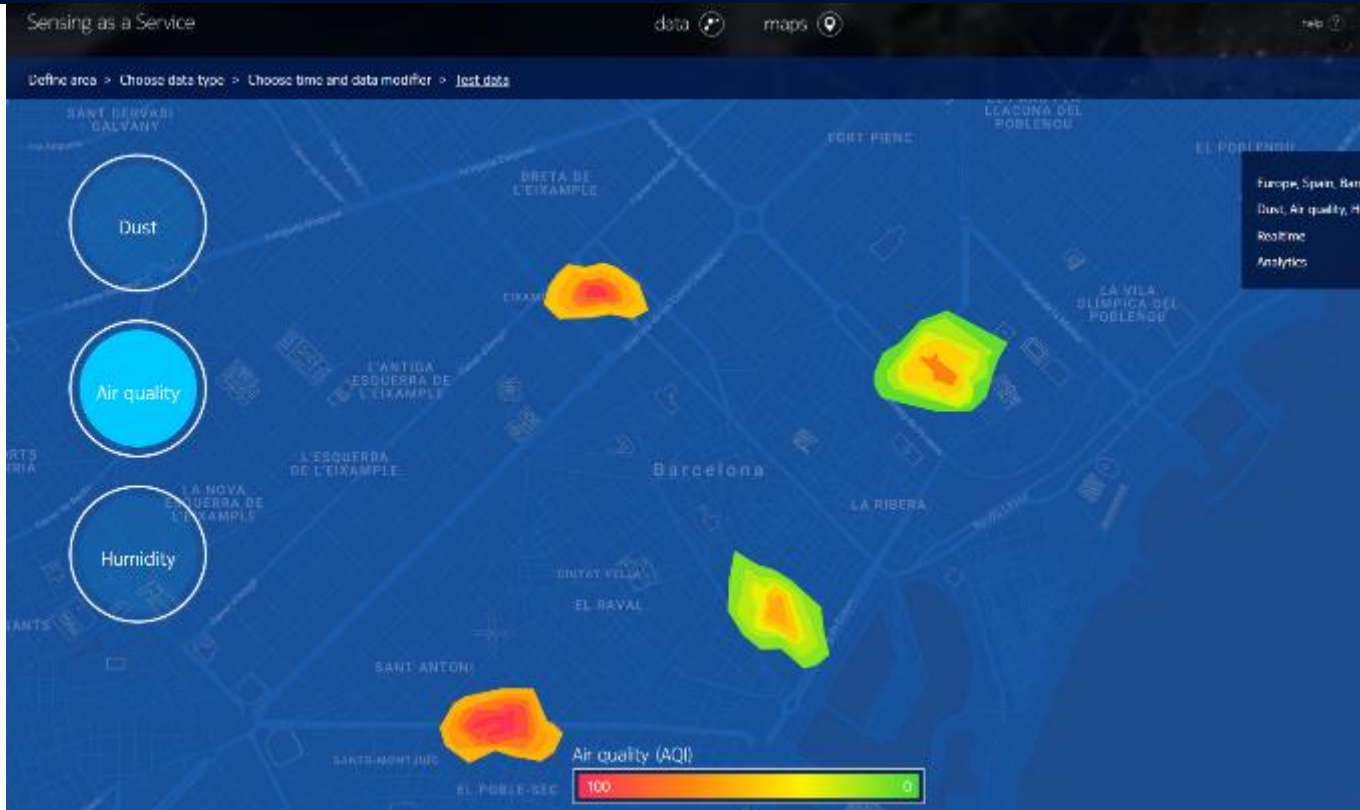 Sensing as a Service
data
maps
help ?
Define area > Choose data type > Choose time and data modifier > Test data
SANT GERVASI
GALVANY
LLACUNA DEL
POBLENOU
FORT PIENC
EL POBLENOU
DRETA DE
L'EIXAMPLE
Europe, Spain, Bar
Dust, Air quality, H
Realtime
Analytics
Dust
LA VILA
OLÍMPICA DEL
POBLENOU
L'ANTIGA
ESQUERRA DE
L'EIXAMPLE
Air quality
L'ESQUERRA
DE L'EIXAMPLE
Barcelona
LA NOVA
ESQUERRA DE
L'EIXAMPLE
LA RIBERA
Humidity
CIUTAT VELLA
EL RAVAL
SANTS
SANT ANTONI
SANTS-MONTJUÏC
EL POBLE-SEC
Air quality (AQI)
100
0